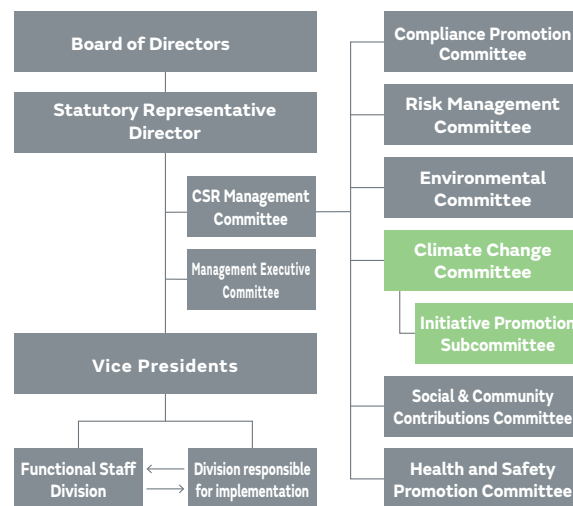 Board of Directors
Statutory Representative
Director
CSR Management
Committee
Management Executive
Committee
Vice Presidents
Functional Staff
Division
Division responsible
for implementation
Compliance Promotion
Committee
Risk Management
Committee
Environmental
Committee
Climate Change
Committee
Initiative Promotion
Subcommittee
Social & Community
Contributions Committee
Health and Safety
Promotion Committee